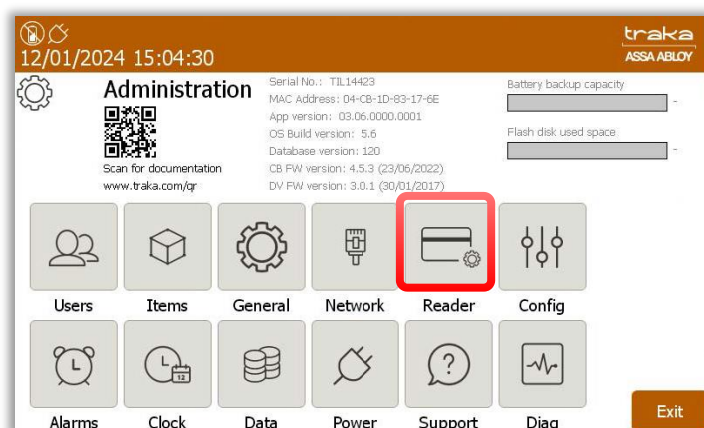 12/01/2024 15:04:30
traka
ASSA ABLOY
Administration
Scan for documentation
www.traka.com/qr
Serial No.: TIL14423
MAC Address: 04-CB-1D-83-17-6E
App version: 03.06.0000.0001
OS Build version: 5.6
Database version: 120
CB FW version: 4.5.3 (23/06/2022)
DV FW version: 3.0.1 (30/01/2017)
Battery backup capacity
-
Flash disk used space
-
Users
Items
General
Network
Reader
Config
12
Alarms
Clock
Data
Power
Support
Diag
Exit